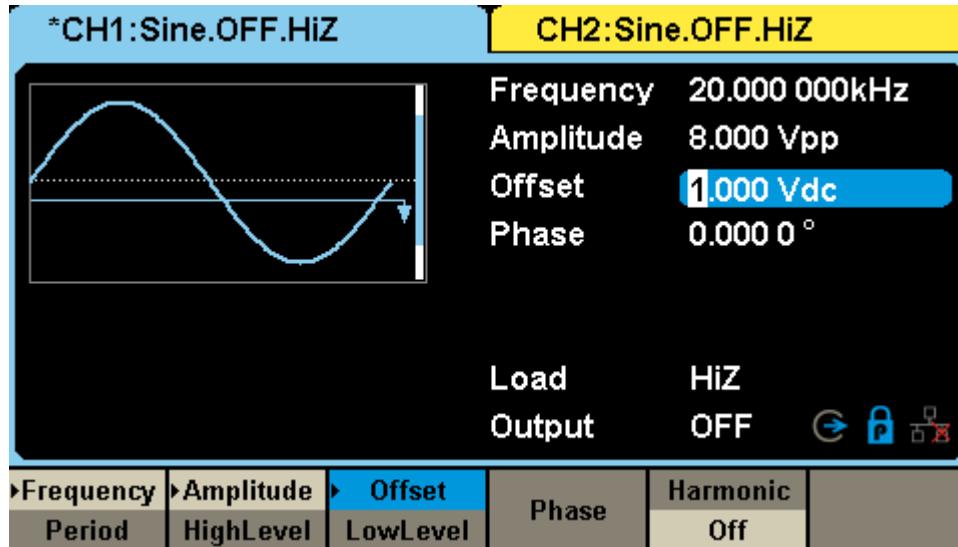 *CH1:Sine.OFF.HiZ
CH2:Sine.OFF.HiZ
Frequency 20.000 000kHz
Amplitude 8.000 Vpp
Offset 1.000 Vdc
Phase 0.000 0 °
Load HiZ
Output OFF
P
Frequency Amplitude Offset Phase Harmonic
Period HighLevel LowLevel Off